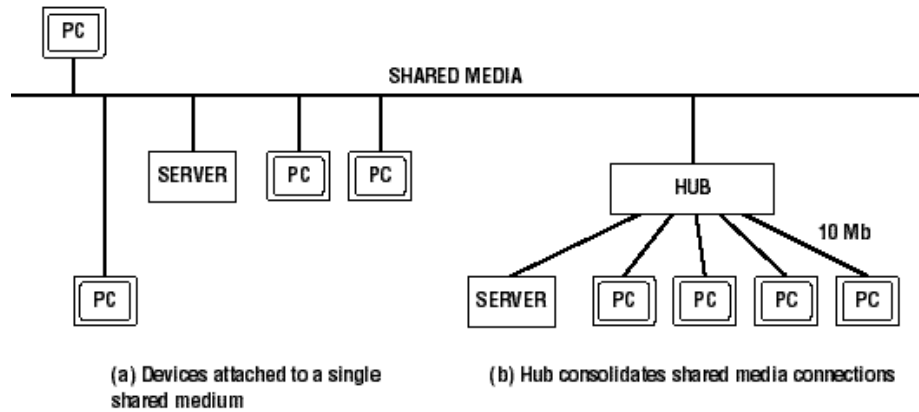 PC
SHARED MEDIA
SERVER
PC
PC
HUB
10 Mb
PC
SERVER
PC
PC
PC
PC
(a) Devices attached to a single
shared medium
(b) Hub consolidates shared media connections